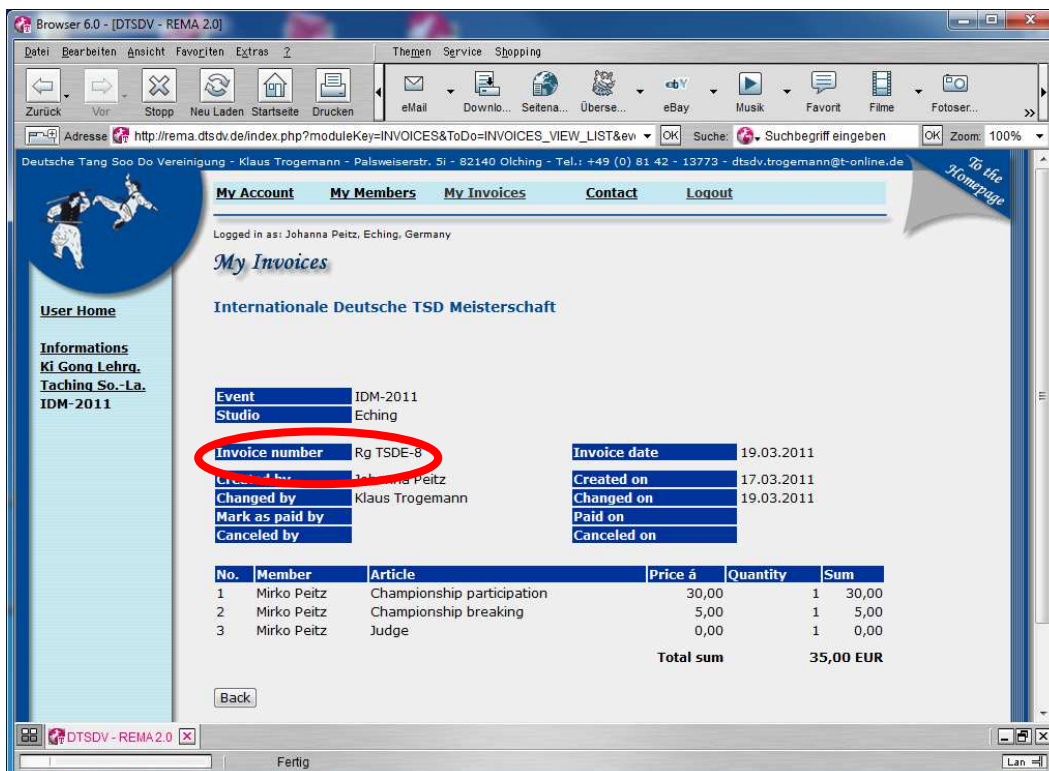 Browser 6.0 - [DTSDV - REMA 2.0]
Datei Bearbeiten Ansicht Favoriten Extras ? Themen Service Shopping
Zurück Vor Stopp Neu Laden Startseite Drucken eMail Downlo... Seitena... Überse... eBay Musik Favorit Filme Fotoser...
Adresse http://rema.dtsdv.de/index.php?moduleKey=INVOICES&ToDo=INVOICES_VIEW_LIST&eve OK Suche: Suchbegriff eingeben OK Zoom: 100%
Deutsche Tang Soo Do Vereinigung - Klaus Trogemann - Palsweiserstr. 5i - 82140 Olching - Tel.: +49 (0) 81 42 - 13773 - dtsdv.trogemann@t-online.de
To the Homepage
My Account My Members My Invoices Contact Logout
Logged in as: Johanna Peitz, Eching, Germany
My Invoices
Internationale Deutsche TSD Meisterschaft
User Home
Informations
Ki Gong Lehrg.
Taching So.-La.
IDM-2011
Event IDM-2011
Studio Eching
Invoice number Rg TSDE-8 Invoice date 19.03.2011
Created by Johanna Peitz Created on 17.03.2011
Changed by Klaus Trogemann Changed on 19.03.2011
Mark as paid by Paid on
Canceled by Canceled on
No. Member Article Price á Quantity Sum
1 Mirko Peitz Championship participation 30,00 1 30,00
2 Mirko Peitz Championship breaking 5,00 1 5,00
3 Mirko Peitz Judge 0,00 1 0,00
Total sum 35,00 EUR
Back
DTSDV - REMA 2.0
Fertig Lan